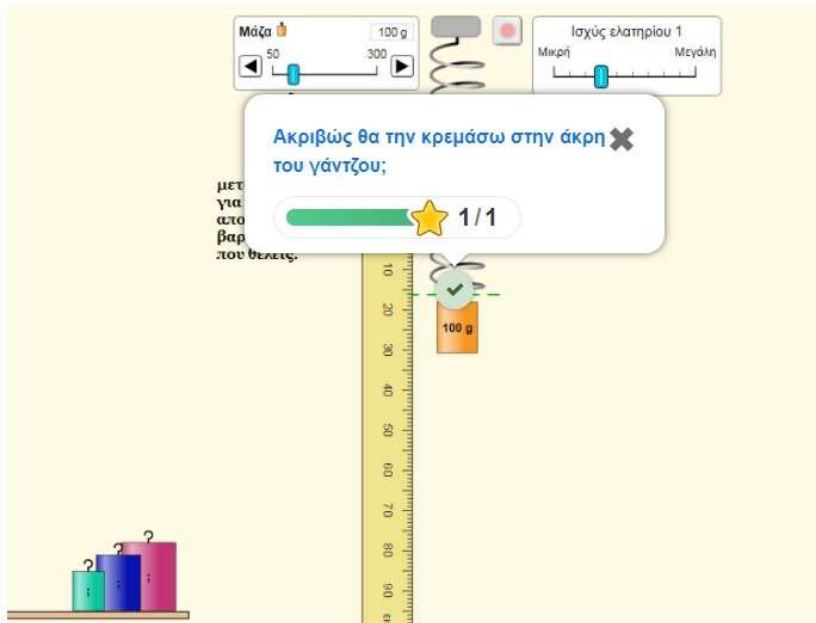 Μάζα
100 g
50
300
Ισχύς ελατηρίου 1
Μικρή
Μεγάλη
Ακριβώς θα την κρεμάσω στην άκρη
του γάντζου;
1/1
για
που θέλεις.
10
20
30
40
50
60
70
80
90
100 g
?
?
?
;
;
;